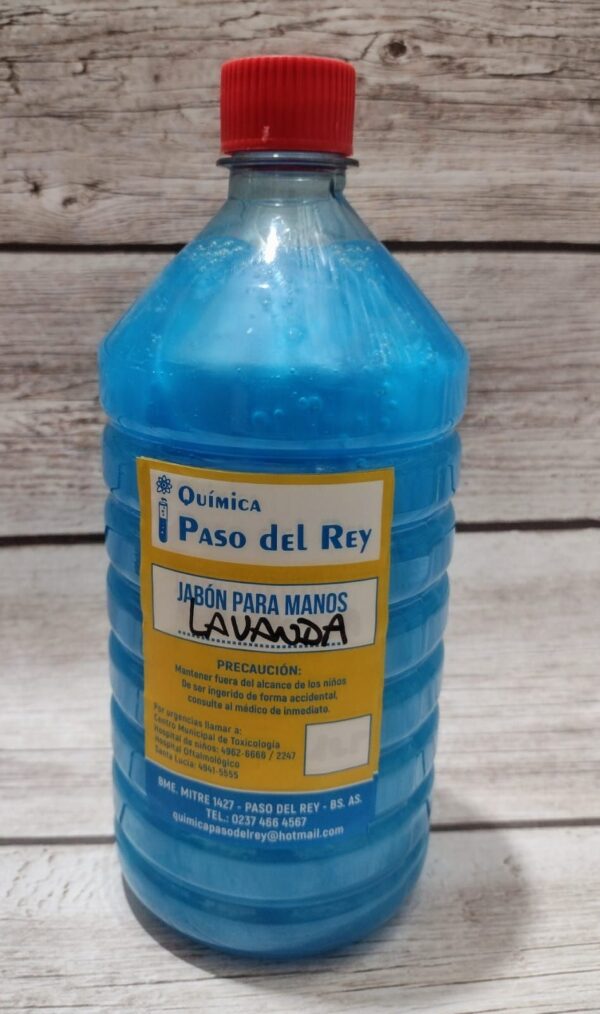 Química
Paso del Rey
JABÓN PARA MANOS
LAVANDA
PRECAUCIÓN:
Mantener fuera del alcance de los niños
De ser ingerido de forma accidental,
consulte al médico de inmediato.
Por urgencias llamar a:
Centro Municipal de Toxicología
Hospital de niños: 4962-6666 / 2247
Hospital Oftalmológico
Santa Lucía: 4941-5555
BME. MITRE 1427 - PASO DEL REY - BS. AS.
TEL.: 0237 466 4567
quimicapasodelrey@hotmail.com